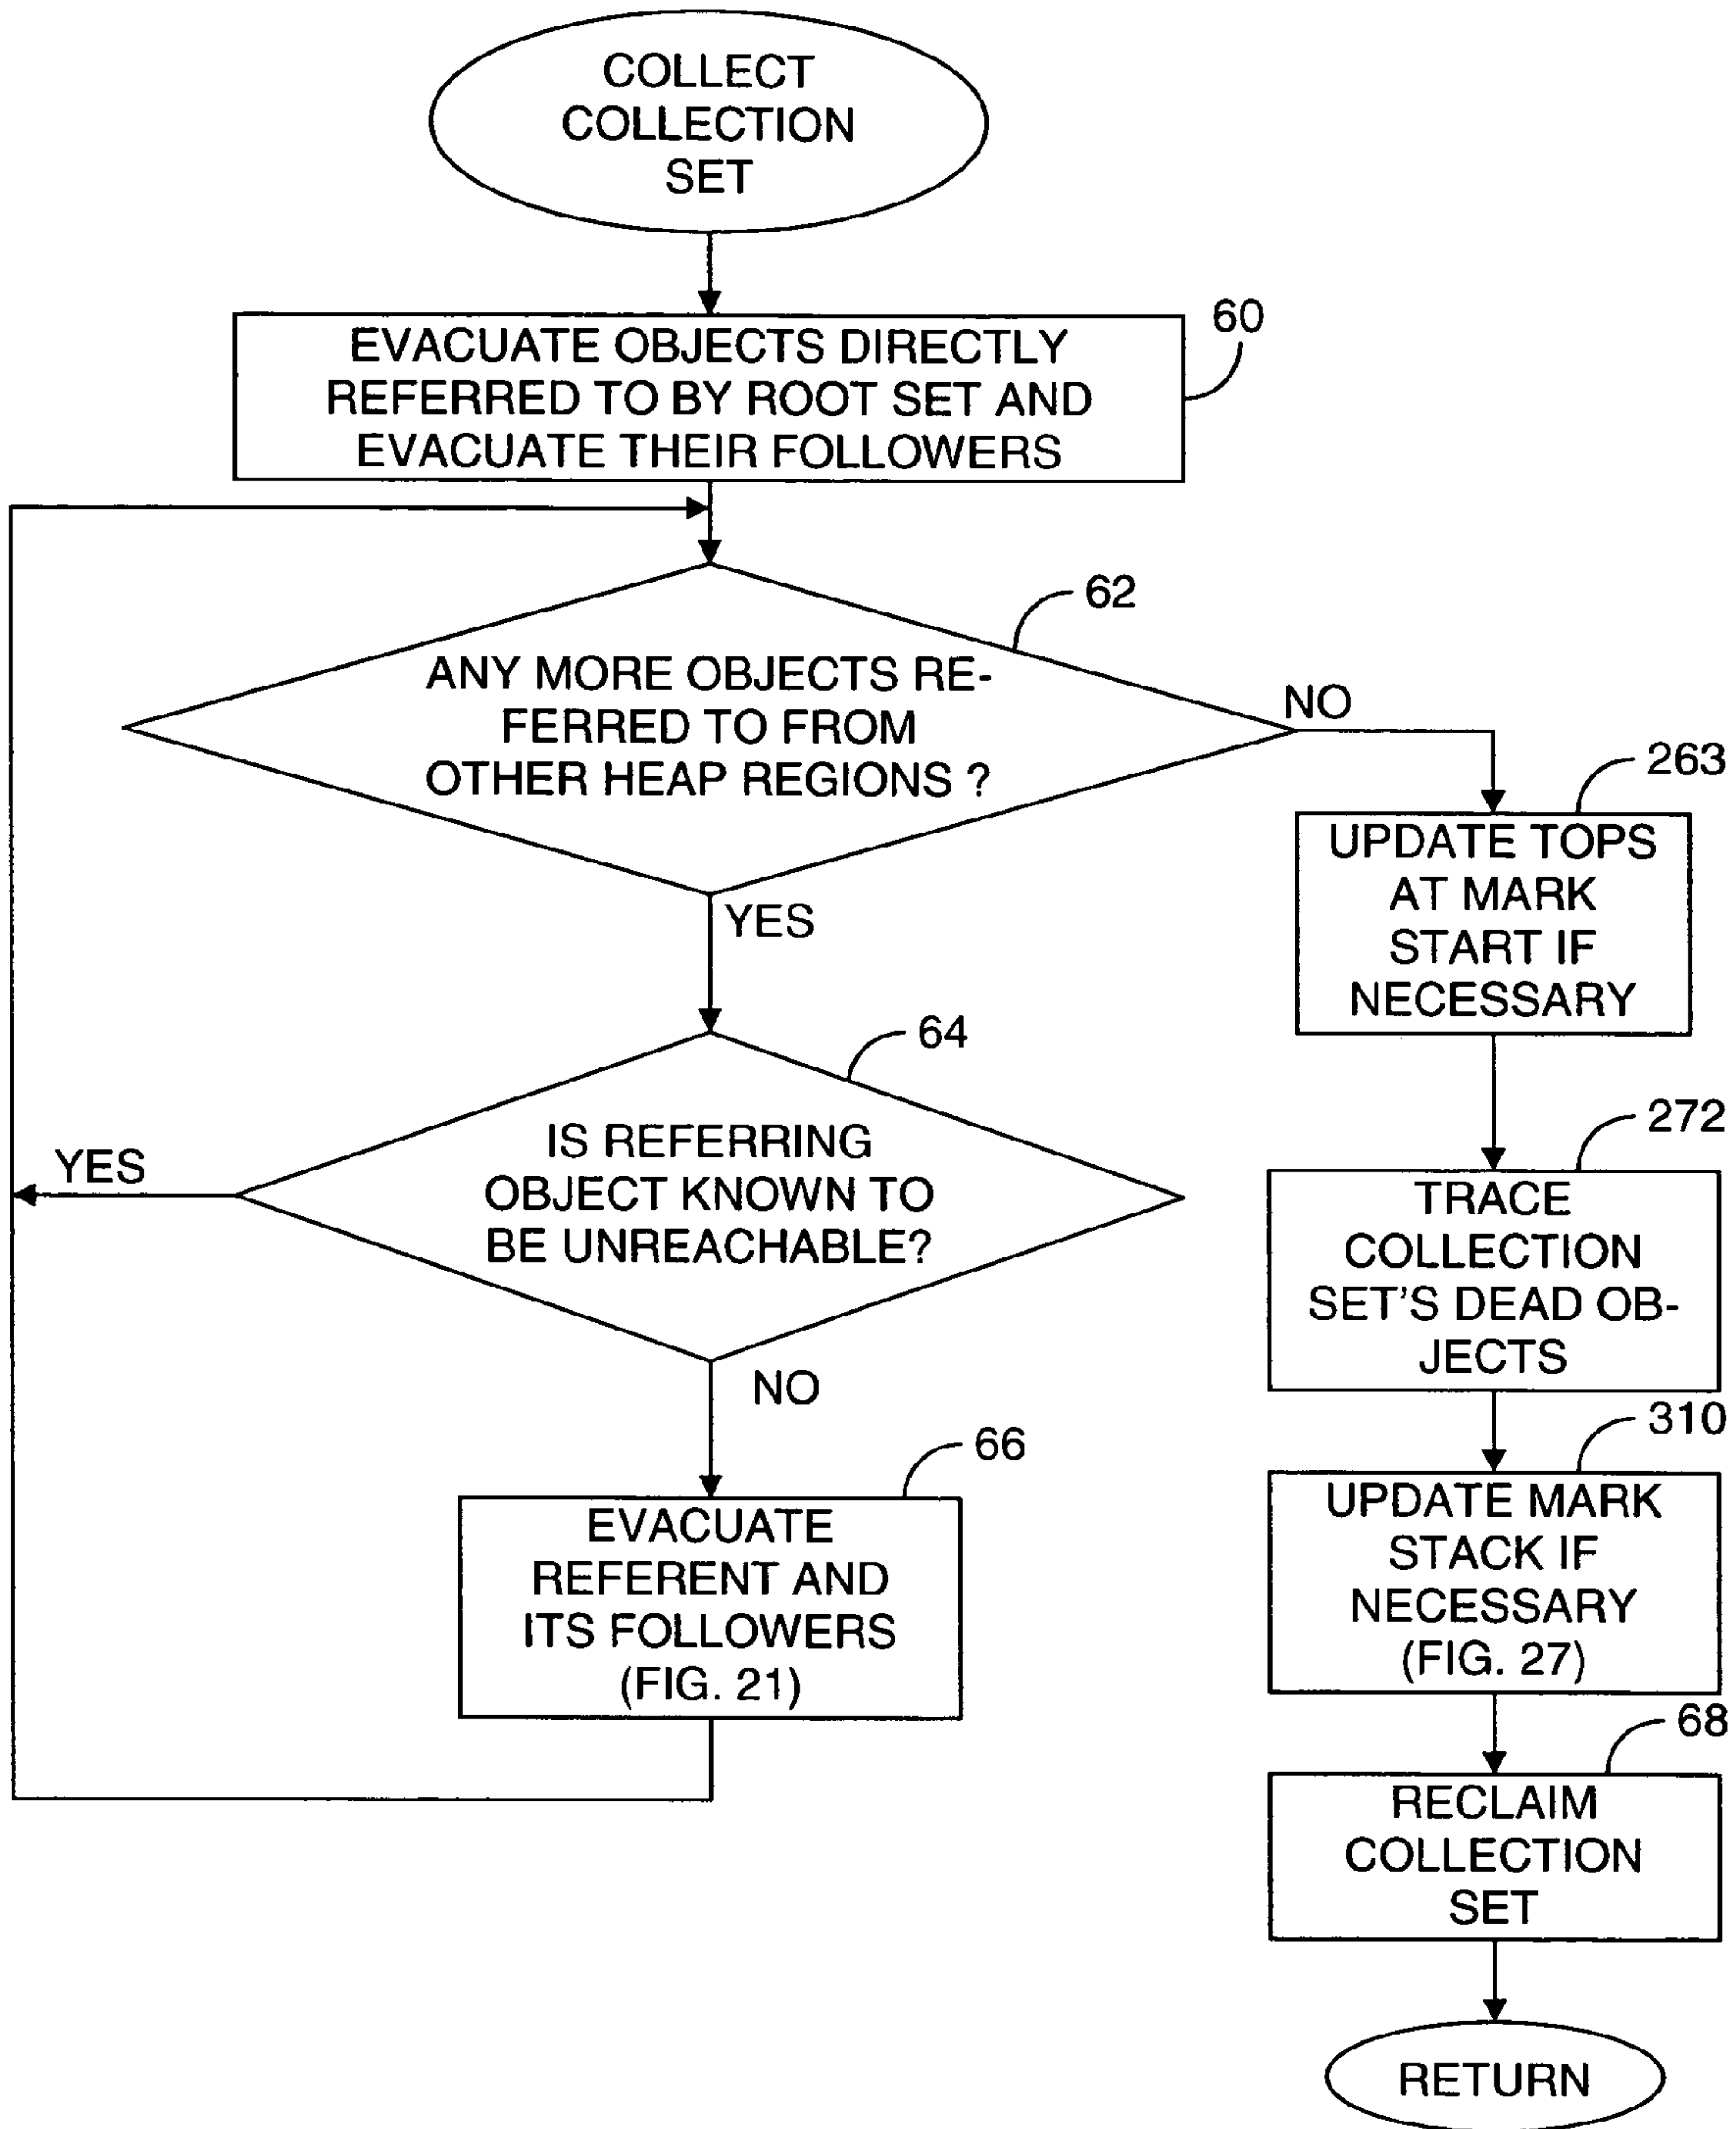 COLLECT
COLLECTION
SET
EVACUATE OBJECTS DIRECTLY
REFERRED TO BY ROOT SET AND
EVACUATE THEIR FOLLOWERS
60
62
ANY MORE OBJECTS RE-
FERRED TO FROM
OTHER HEAP REGIONS ?
NO
YES
263
UPDATE TOPS
AT MARK
START IF
NECESSARY
64
IS REFERRING
OBJECT KNOWN TO
BE UNREACHABLE?
YES
NO
272
TRACE
COLLECTION
SET'S DEAD OB-
JECTS
66
EVACUATE
REFERENT AND
ITS FOLLOWERS
(FIG. 21)
310
UPDATE MARK
STACK IF
NECESSARY
(FIG. 27)
68
RECLAIM
COLLECTION
SET
RETURN